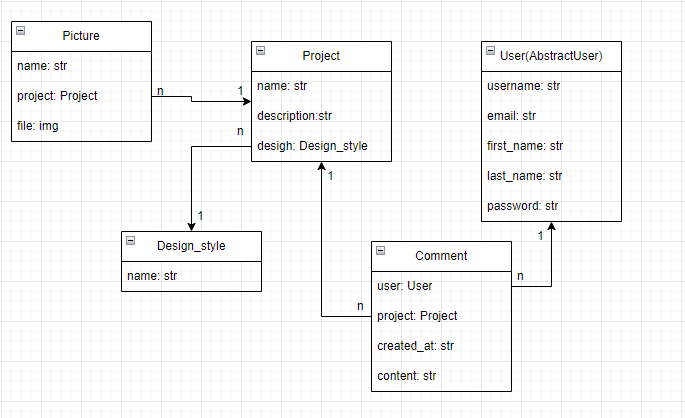 Picture
name: str
project: Project
file: img
n
1
Project
name: str
description:str
desigh: Design_style
n
1
Design_style
name: str
User(AbstractUser)
username: str
email: str
first_name: str
last_name: str
password: str
1
n
1
n
Comment
user: User
project: Project
created_at: str
content: str